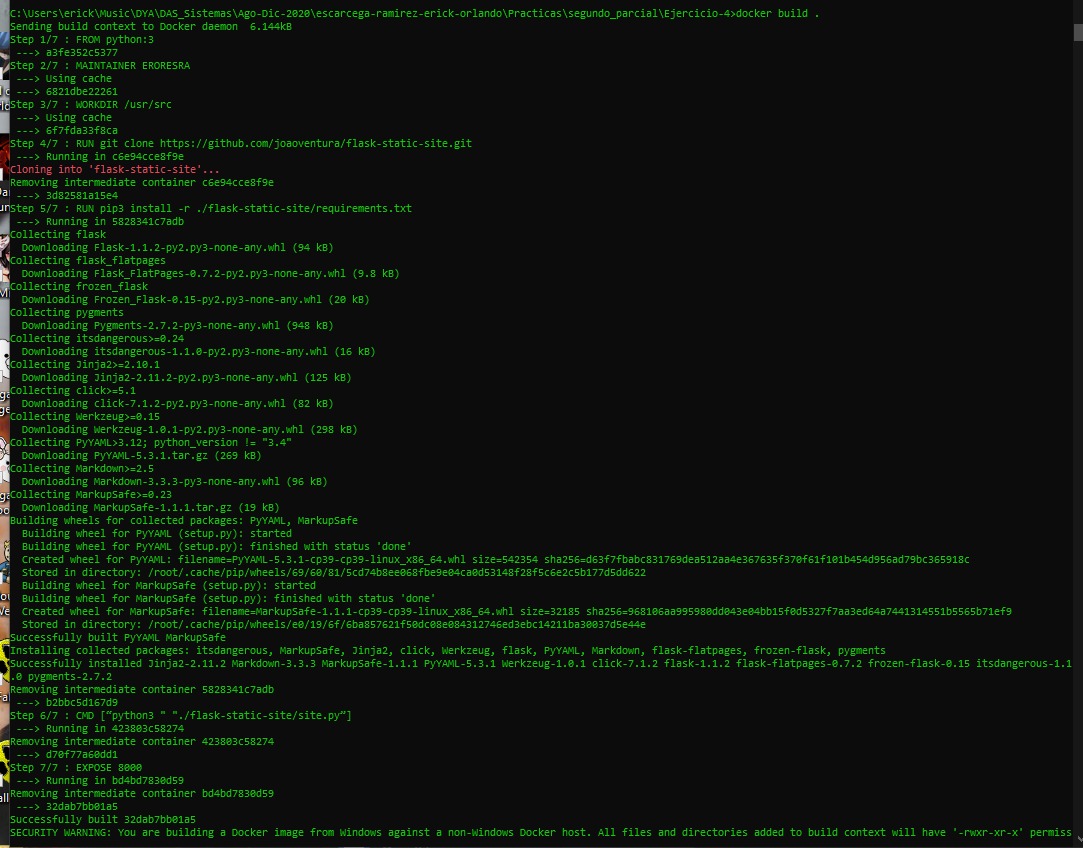 C:\Users\erick\Music\DYA\DAS_Sistemas\Ago-Dic-2020\escarcega-ramirez-erick-orlando\Practicas\segundo_parcial\Ejercicio-4>docker build .
Sending build context to Docker daemon  6.144kB
Step 1/7 : FROM python:3
 ---> a3fe352c5377
Step 2/7 : MAINTAINER ERORESRA
 ---> Using cache
 ---> 6821dbe22261
Step 3/7 : WORKDIR /usr/src
 ---> Using cache
 ---> 6f7fda33f8ca
Step 4/7 : RUN git clone https://github.com/joaoventura/flask-static-site.git
 ---> Running in c6e94cce8f9e
Cloning into 'flask-static-site'...
Removing intermediate container c6e94cce8f9e
 ---> 3d82581a15e4
Step 5/7 : RUN pip3 install -r ./flask-static-site/requirements.txt
 ---> Running in 5828341c7adb
Collecting flask
  Downloading Flask-1.1.2-py2.py3-none-any.whl (94 kB)
Collecting flask_flatpages
  Downloading Flask_FlatPages-0.7.2-py2.py3-none-any.whl (9.8 kB)
Collecting frozen_flask
  Downloading Frozen_Flask-0.15-py2.py3-none-any.whl (20 kB)
Collecting pygments
  Downloading Pygments-2.7.2-py3-none-any.whl (948 kB)
Collecting itsdangerous>=0.24
  Downloading itsdangerous-1.1.0-py2.py3-none-any.whl (16 kB)
Collecting Jinja2>=2.10.1
  Downloading Jinja2-2.11.2-py2.py3-none-any.whl (125 kB)
Collecting click>=5.1
  Downloading click-7.1.2-py2.py3-none-any.whl (82 kB)
Collecting Werkzeug>=0.15
  Downloading Werkzeug-1.0.1-py2.py3-none-any.whl (298 kB)
Collecting PyYAML>3.12; python_version != "3.4"
  Downloading PyYAML-5.3.1.tar.gz (269 kB)
Collecting Markdown>=2.5
  Downloading Markdown-3.3.3-py3-none-any.whl (96 kB)
Collecting MarkupSafe>=0.23
  Downloading MarkupSafe-1.1.1.tar.gz (19 kB)
Building wheels for collected packages: PyYAML, MarkupSafe
  Building wheel for PyYAML (setup.py): started
  Building wheel for PyYAML (setup.py): finished with status 'done'
  Created wheel for PyYAML: filename=PyYAML-5.3.1-cp39-cp39-linux_x86_64.whl size=542354 sha256=d63f7fbabc831769dea512aa4e367635f370f61f101b454d956ad79bc365918c
  Stored in directory: /root/.cache/pip/wheels/69/60/81/5cd74b8ee068fbe9e04ca0d53148f28f5c6e2c5b177d5dd622
  Building wheel for MarkupSafe (setup.py): started
  Building wheel for MarkupSafe (setup.py): finished with status 'done'
  Created wheel for MarkupSafe: filename=MarkupSafe-1.1.1-cp39-cp39-linux_x86_64.whl size=32185 sha256=968106aa995980dd043e04bb15f0d5327f7aa3ed64a7441314551b5565b71ef9
  Stored in directory: /root/.cache/pip/wheels/e0/19/6f/6ba857621f50dc08e084312746ed3ebc14211ba30037d5e44e
Successfully built PyYAML MarkupSafe
Installing collected packages: itsdangerous, MarkupSafe, Jinja2, click, Werkzeug, flask, PyYAML, Markdown, flask-flatpages, frozen-flask, pygments
Successfully installed Jinja2-2.11.2 Markdown-3.3.3 MarkupSafe-1.1.1 PyYAML-5.3.1 Werkzeug-1.0.1 click-7.1.2 flask-1.1.2 flask-flatpages-0.7.2 frozen-flask-0.15 itsdangerous-1.1
.0 pygments-2.7.2
Removing intermediate container 5828341c7adb
 ---> b2bbc5d167d9
Step 6/7 : CMD [“python3 " "./flask-static-site/site.py”]
 ---> Running in 423803c58274
Removing intermediate container 423803c58274
 ---> d70f77a60dd1
Step 7/7 : EXPOSE 8000
 ---> Running in bd4bd7830d59
Removing intermediate container bd4bd7830d59
 ---> 32dab7bb01a5
Successfully built 32dab7bb01a5
SECURITY WARNING: You are building a Docker image from Windows against a non-Windows Docker host. All files and directories added to build context will have '-rwxr-xr-x' permiss